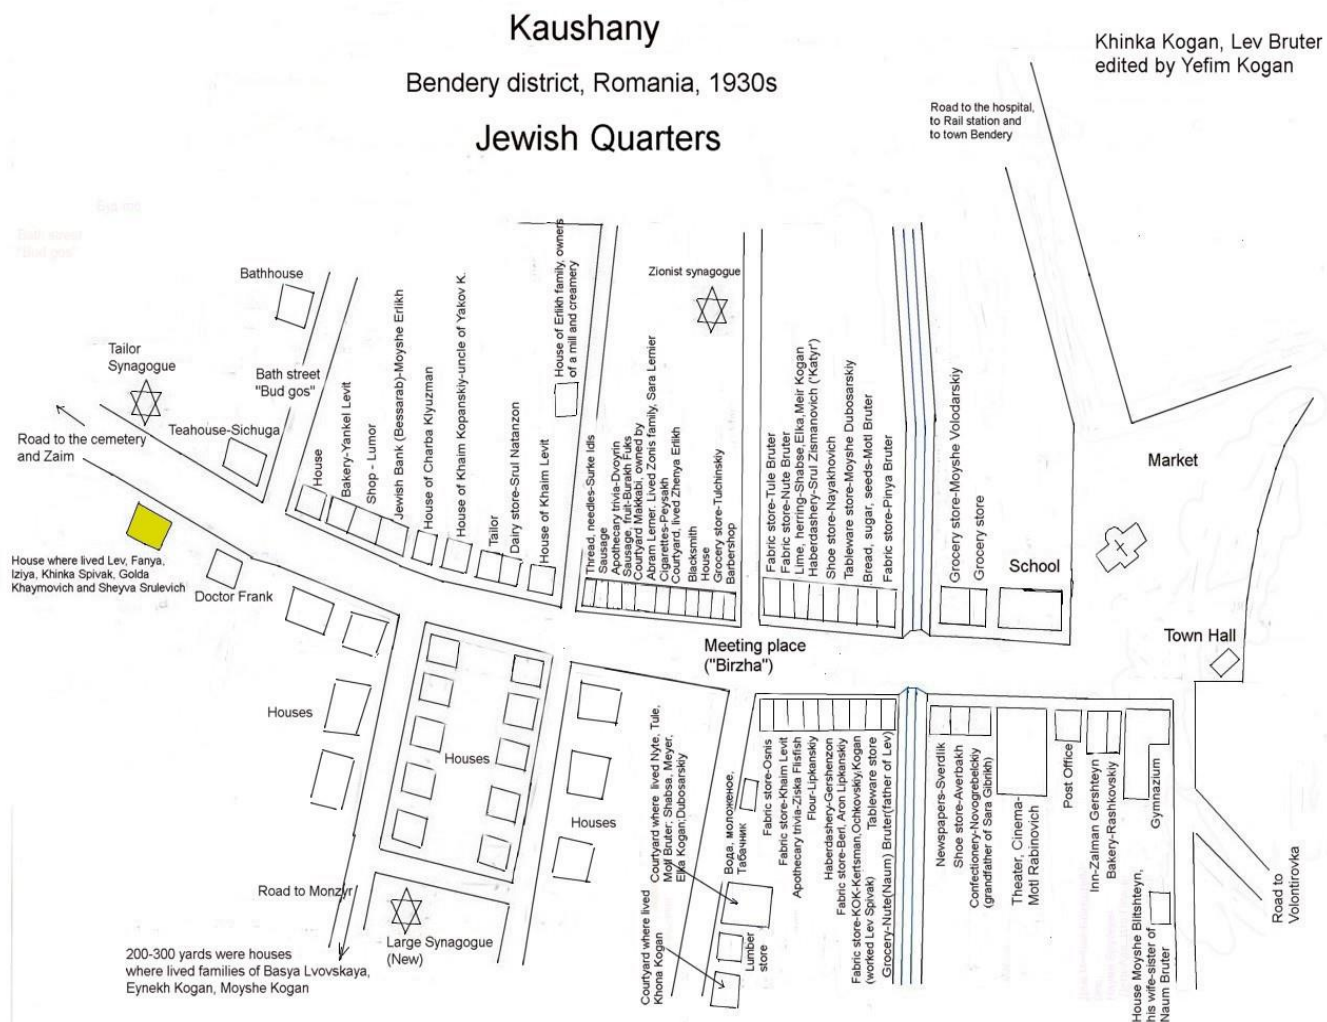 Kaushany
Bendery district, Romania, 1930s
Jewish Quarters
Khinka Kogan, Lev Bruter
edited by Yefim Kogan
Road to the hospital,
to Rail station and
to town Bendery
Bathhouse
Tailor
Synagogue
Bath street
"Bud gos"
Teahouse-Sichuga
Road to the cemetery
and Zaim
House where lived Lev, Fanya,
Iziya, Khinka Spivak, Golda
Khaymovich and Sheyva Srulevich
Doctor Frank
House
Bakery-Yankel Levit
Shop - Lumor
Jewish Bank (Bessarab)-Moyshe Erlikh
House of Charba Klyuzman
House of Khaim Kopanskiy-uncle of Yakov K.
Tailor
Dairy store-Srul Natanzon
House of Khaim Levit
House of Erlikh family, owners
of a mill and creamery
Zionist synagogue
Thread, needles-Surke Idls
Sausage
Apothecary trivia-Dvoyrin
Sausage, fruit-Burakh Fuks
Courtyard Makkabi, owned by
Abram Lerner. Lived Zonis family, Sara Lernier
Cigarettes-Peysakh
Courtyard, lived Zhenya Erlikh
Blacksmith
House
Grocery store-Tulchinskiy
Barbershop
Fabric store-Tule Bruter
Fabric store-Nute Bruter
Lime, herring-Shabse,Elka,Meir Kogan
Haberdashery-Srul Zismanovich ('Katyr')
Shoe store-Nayakhovich
Tableware store-Moyshe Dubosarskiy
Bread, sugar, seeds-Motl Bruter
Fabric store-Pinya Bruter
Grocery store-Moyshe Volodarskiy
Grocery store
School
Market
Town Hall
Meeting place
("Birzha")
Houses
Houses
Houses
Road to Monzyr
Large Synagogue
(New)
200-300 yards were houses
where lived families of Basya Lvovskaya,
Eynekh Kogan, Moyshe Kogan
Courtyard where lived
Khona Kogan
Courtyard where lived Nyte, Tule,
Motl Bruter, Shabsa, Meyer,
Elka Kogan,Dubosarskiy
Вода, моложеное,
Табачник
Lumber
store
Fabric store-Osnis
Fabric store-Khaim Levit
Apothecary trivia-Ziska Flisfish
Flour-Lipkanskiy
Haberdashery-Gershenzon
Fabric store-Berl, Aron Lipkanskiy
Fabric store-KOK-Kertsman,Ochkovskiy,Kogan
(worked Lev Spivak)
Tableware store
Grocery-Nute(Naum) Bruter(father of Lev)
Newspapers-Sverdlik
Shoe store-Averbakh
Confectionery-Novogrebelckiy
(grandfather of Sara Gibrikh)
Theater, Cinema-
Motl Rabinovich
Post Office
Inn-Zalman Gershteyn
Bakery-Rashkovskiy
Gymnazium
House Moyshe Blitshteyn,
his wife-sister of
Naum Bruter
Road to
Volontirovka